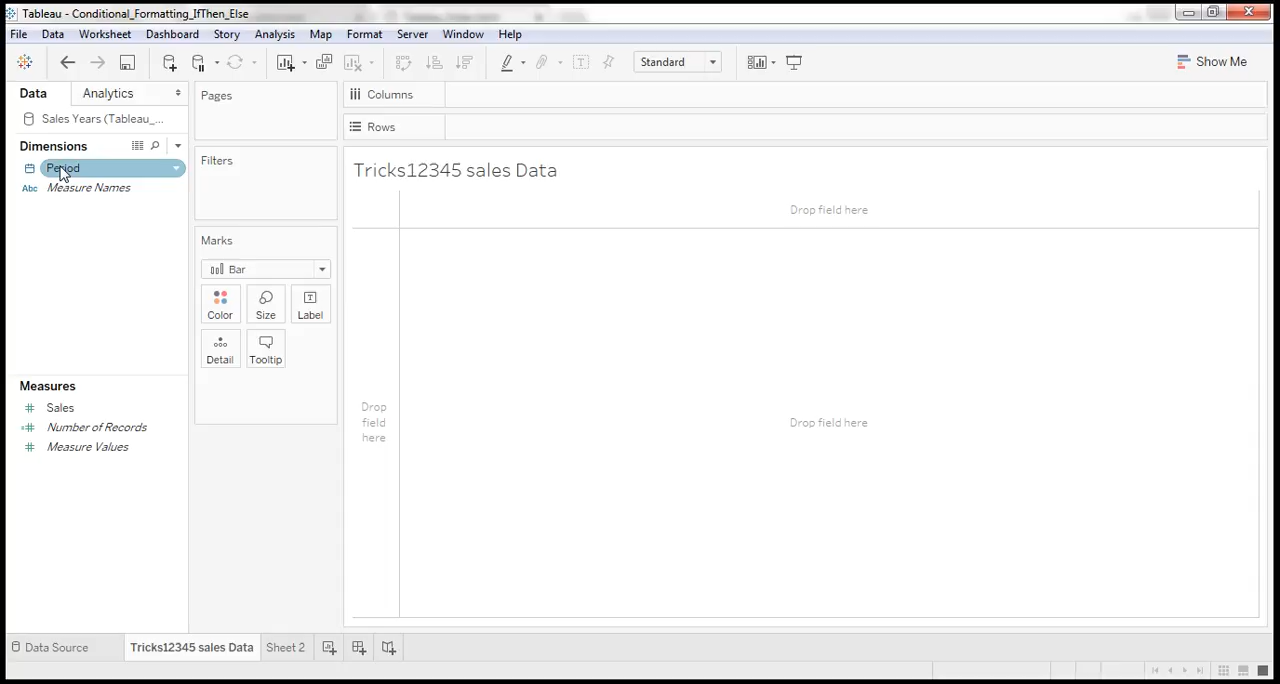 Tableau - Conditional_Formatting_IfThen_Else
File Data Worksheet Dashboard Story Analysis Map Format Server Window Help
Standard
Show Me
Data Analytics
Pages
Columns
Sales Years (Tableau_...
Rows
Dimensions
Filters
Period
Tricks12345 sales Data
Measure Names
Drop field here
Marks
Bar
Color Size Label
Detail Tooltip
Measures
Sales
Drop
field
here
Drop field here
Number of Records
Measure Values
Data Source Tricks12345 sales Data Sheet 2
Abc